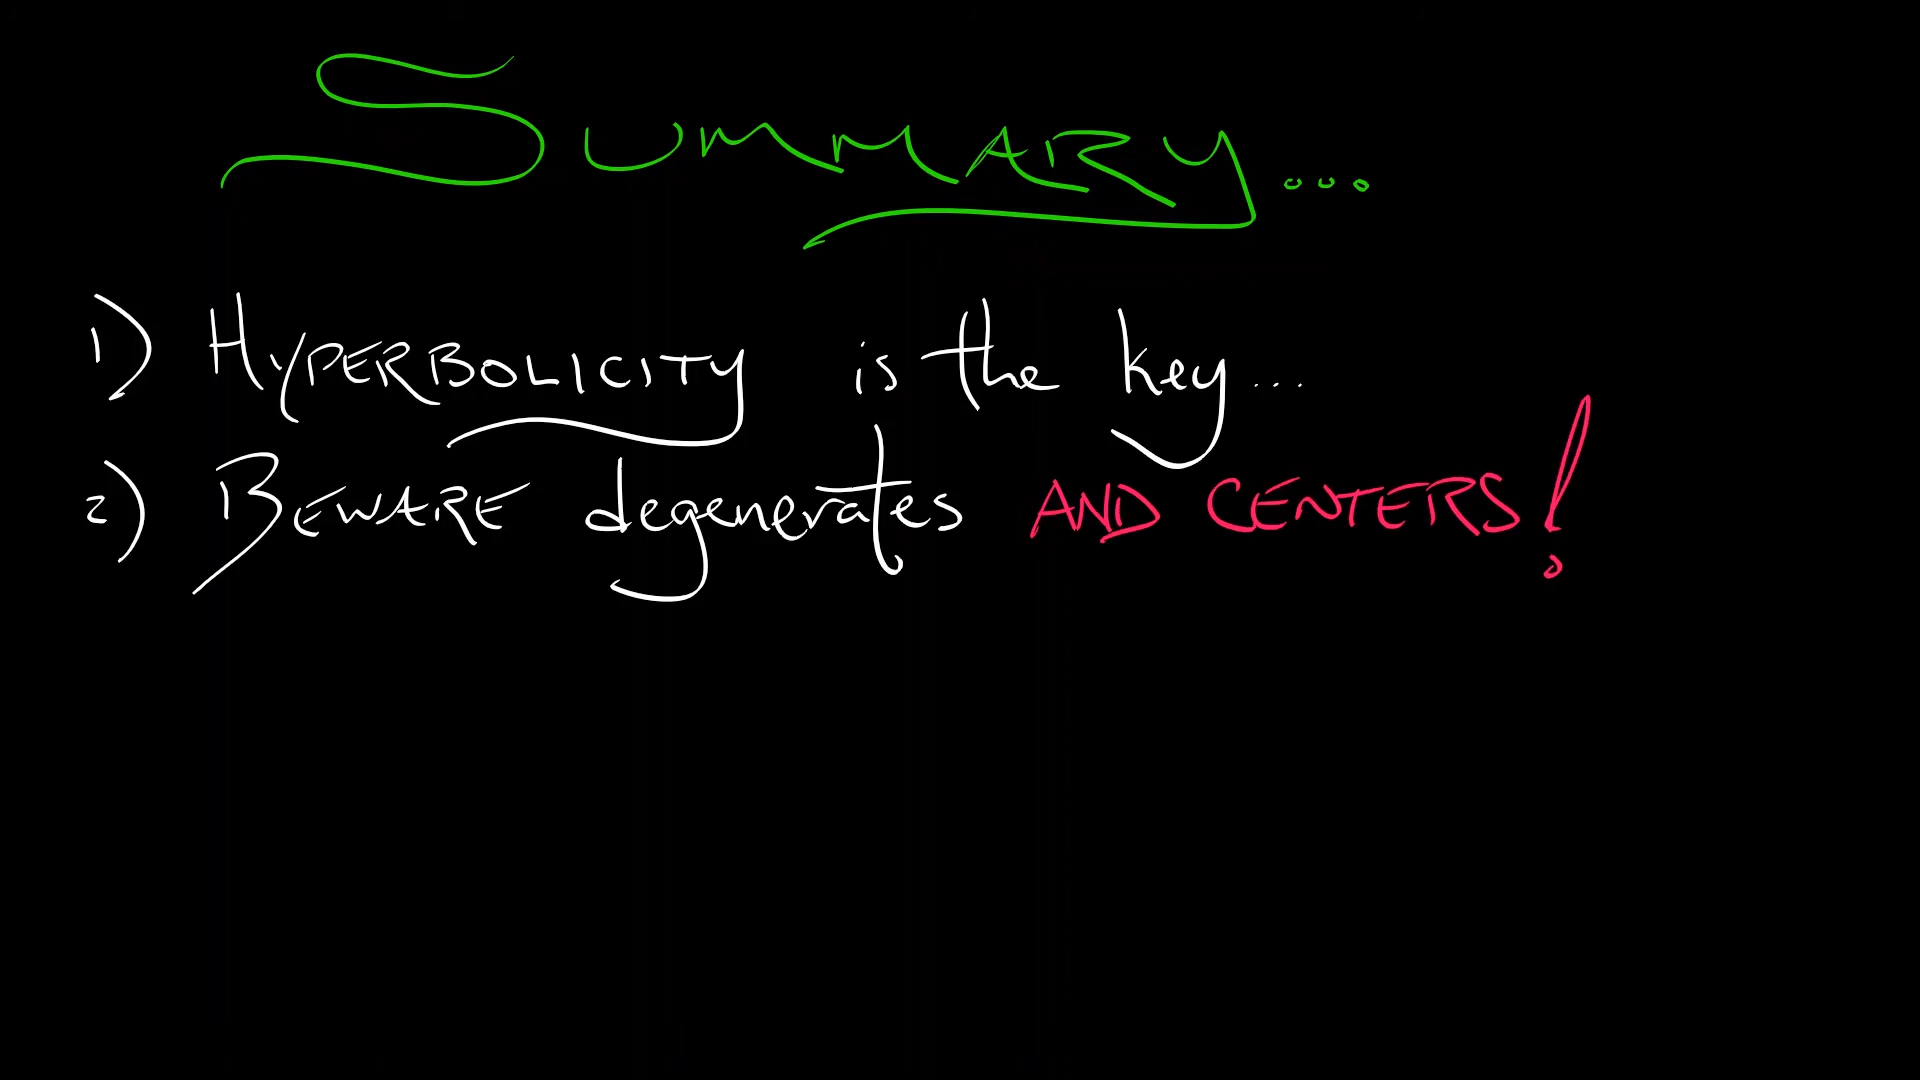 SUMMARY...
1) HYPERBOLICITY is the key...
2) BEWARE degenerates AND CENTERS!